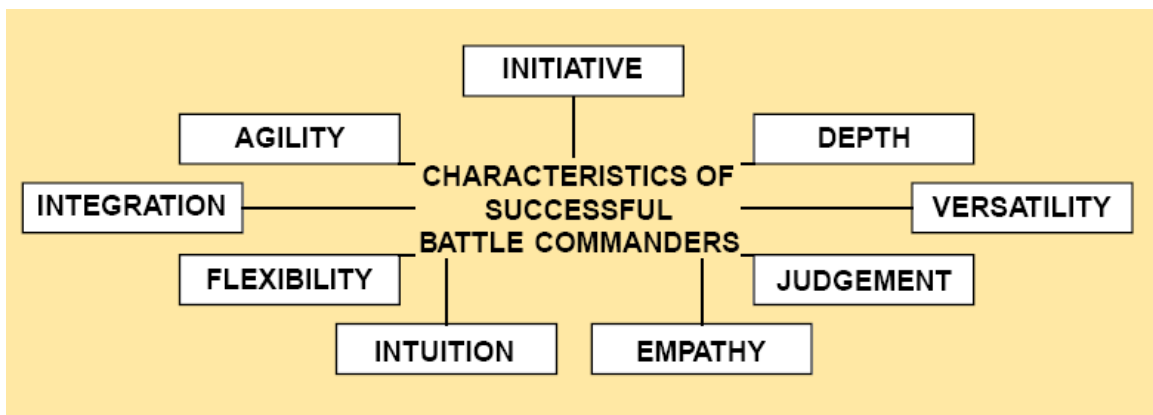 INITIATIVE
AGILITY
DEPTH
CHARACTERISTICS OF
SUCCESSFUL
BATTLE COMMANDERS
INTEGRATION
VERSATILITY
FLEXIBILITY
JUDGEMENT
INTUITION
EMPATHY